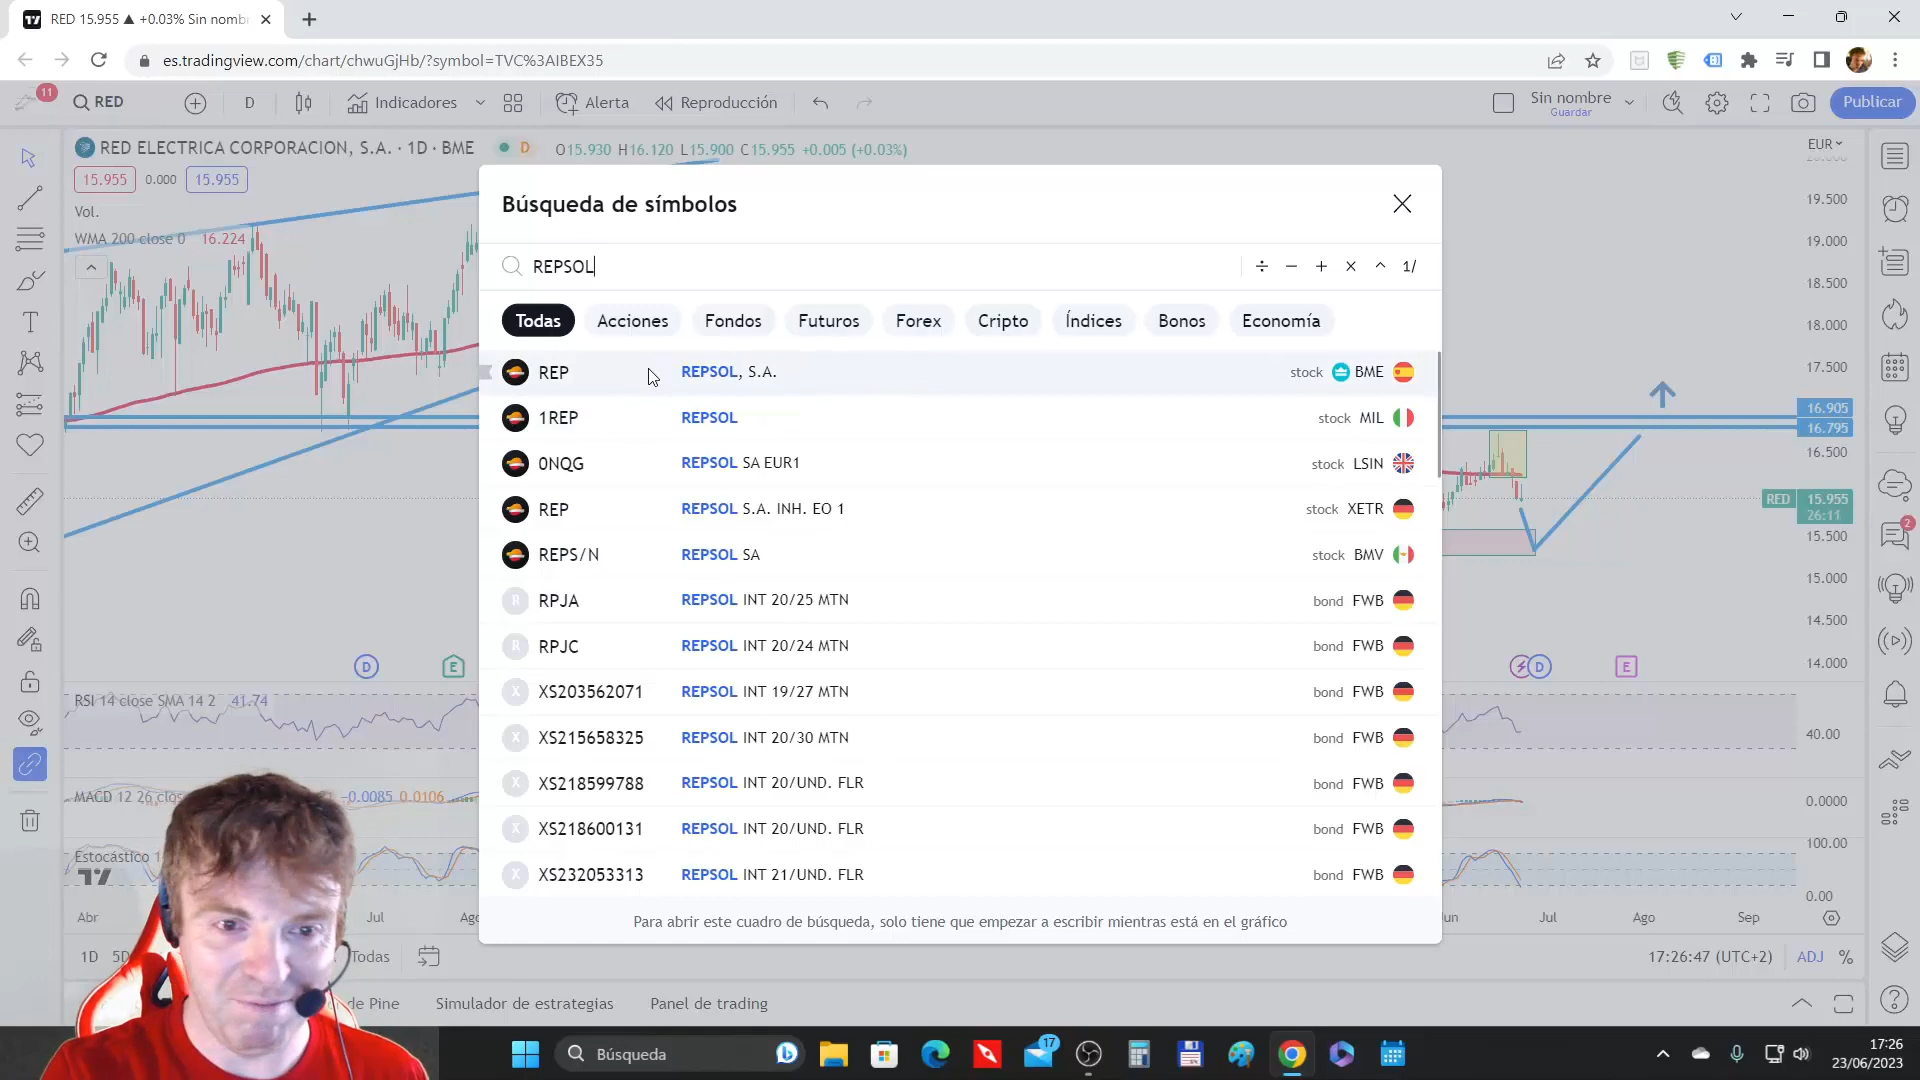 RED 15.955 ▲ +0.03% Sin nomb
es.tradingview.com/chart/chwuGjHb/?symbol=TVC%3AIBEX35
11
RED
D
Indicadores
Alerta
Reproducción
Sin nombre
Guardar
Publicar
RED ELECTRICA CORPORACION, S.A. · 1D · BME
D
O15.930 H16.120 L15.900 C15.955 +0.005 (+0.03%)
EUR
15.955
0.000
15.955
Vol.
WMA 200 close 0 16.224
Búsqueda de símbolos
REPSOL
÷ − + × ^ 1/
Todas
Acciones
Fondos
Futuros
Forex
Cripto
Índices
Bonos
Economía
REP REPSOL, S.A. stock BME
1REP REPSOL stock MIL
0NQG REPSOL SA EUR1 stock LSIN
REP REPSOL S.A. INH. EO 1 stock XETR
REPS/N REPSOL SA stock BMV
R RPJA REPSOL INT 20/25 MTN bond FWB
R RPJC REPSOL INT 20/24 MTN bond FWB
X XS203562071 REPSOL INT 19/27 MTN bond FWB
X XS215658325 REPSOL INT 20/30 MTN bond FWB
X XS218599788 REPSOL INT 20/UND. FLR bond FWB
X XS218600131 REPSOL INT 20/UND. FLR bond FWB
X XS232053313 REPSOL INT 21/UND. FLR bond FWB
Para abrir este cuadro de búsqueda, solo tiene que empezar a escribir mientras está en el gráfico
19.500
19.000
18.500
18.000
17.500
16.905
16.795
16.500
RED 15.955
26:11
15.500
15.000
14.500
14.000
2
D
E
D
E
RSI 14 close SMA 14 2 41.74
40.00
MACD 12 26 clos
−0.0085 0.0106
0.0000
Estocástico 1
100.00
0.00
Abr
Jul
Ago
Jun
Jul
Ago
Sep
1D
5D
Todas
17:26:47 (UTC+2)
ADJ
%
de Pine
Simulador de estrategias
Panel de trading
Búsqueda
17
17:26
23/06/2023